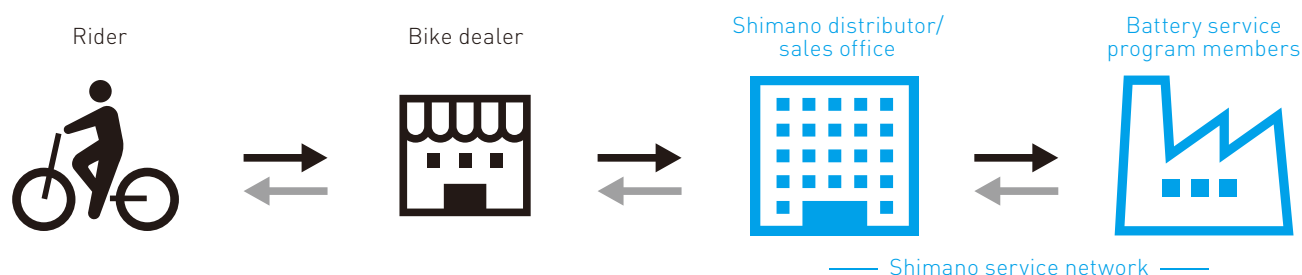 Rider
Bike dealer
Shimano distributor/
sales office
Battery service
program members
Shimano service network